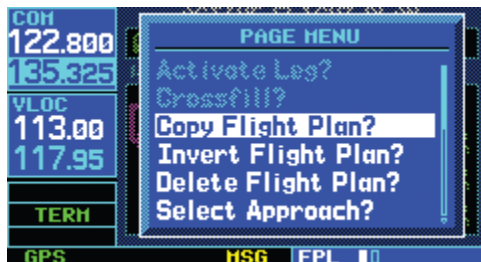 COM
122.800
135.325
VLOC
113.00
117.95
TERM
PAGE MENU
Activate Leg?
Crossfill?
Copy Flight Plan?
Invert Flight Plan?
Delete Flight Plan?
Select Approach?
GPS
MSG
FPL